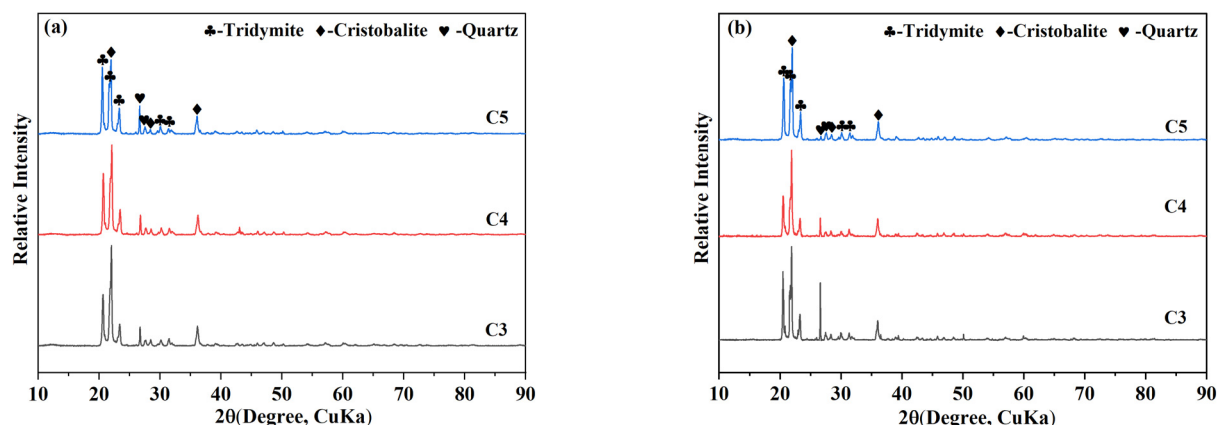 (a) ♣-Tridymite ♦-Cristobalite ♥-Quartz
C5
C4
C3
Relative Intensity
10 20 30 40 50 60 70 80 90
2θ(Degree, CuKa)
(b) ♣-Tridymite ♦-Cristobalite ♥-Quartz
C5
C4
C3
Relative Intensity
10 20 30 40 50 60 70 80 90
2θ(Degree, CuKa)